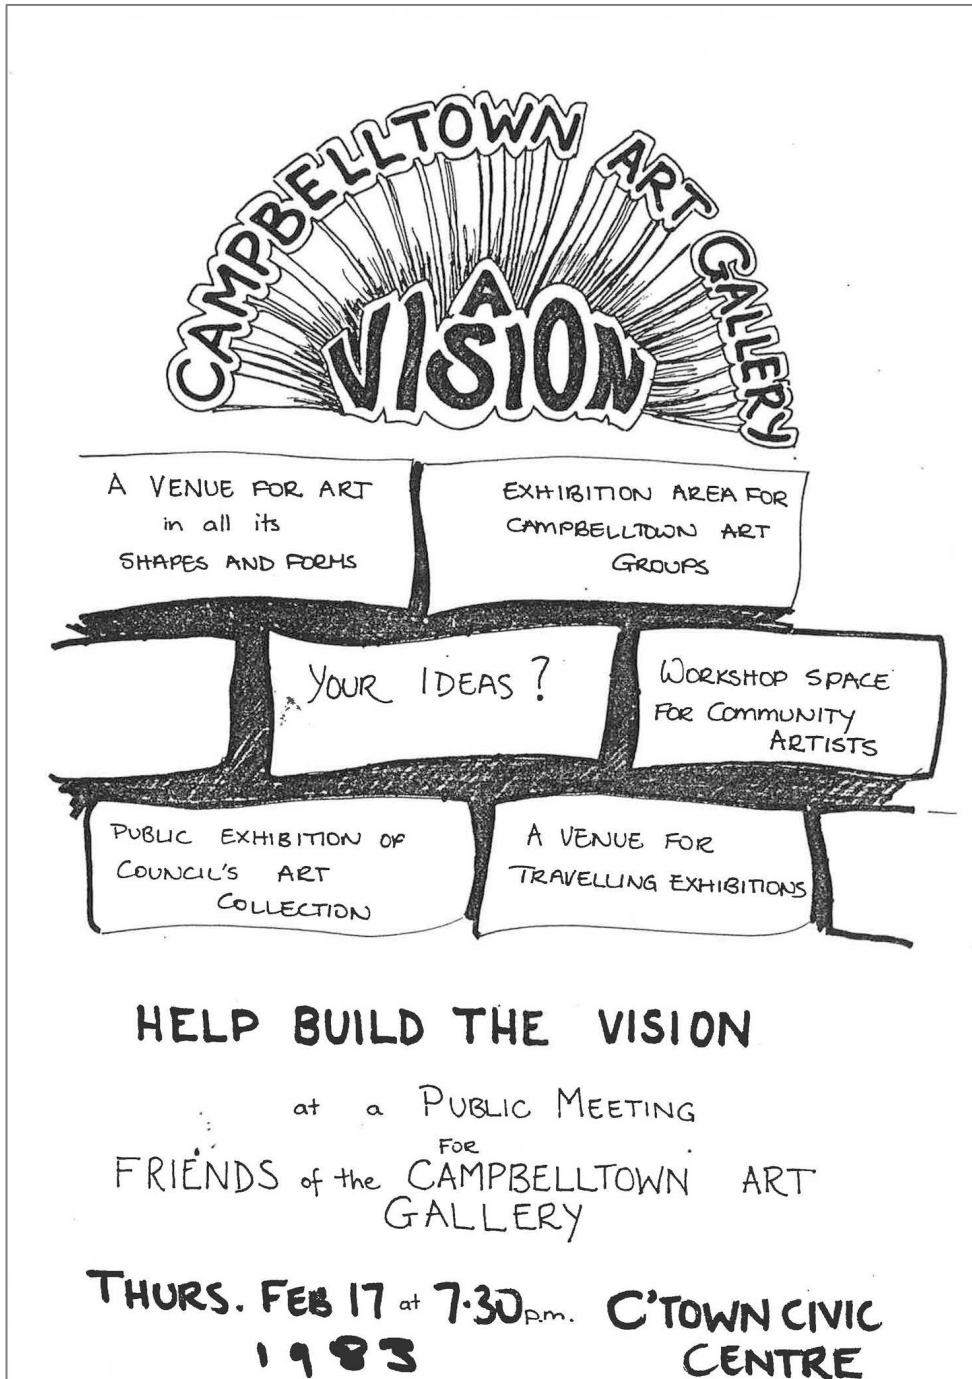 CAMPBELLTOWN ART GALLERY
A
VISION
A VENUE FOR ART
in all its
SHAPES AND FORMS
EXHIBITION AREA FOR
CAMPBELLTOWN ART
GROUPS
YOUR IDEAS?
WORKSHOP SPACE
FOR COMMUNITY
ARTISTS
PUBLIC EXHIBITION OF
COUNCIL'S ART
COLLECTION
A VENUE FOR
TRAVELLING EXHIBITIONS
HELP BUILD THE VISION
at a PUBLIC MEETING
FOR
FRIENDS of the CAMPBELLTOWN ART
GALLERY
THURS. FEB 17 at 7.30p.m. C'TOWN CIVIC
1983 CENTRE